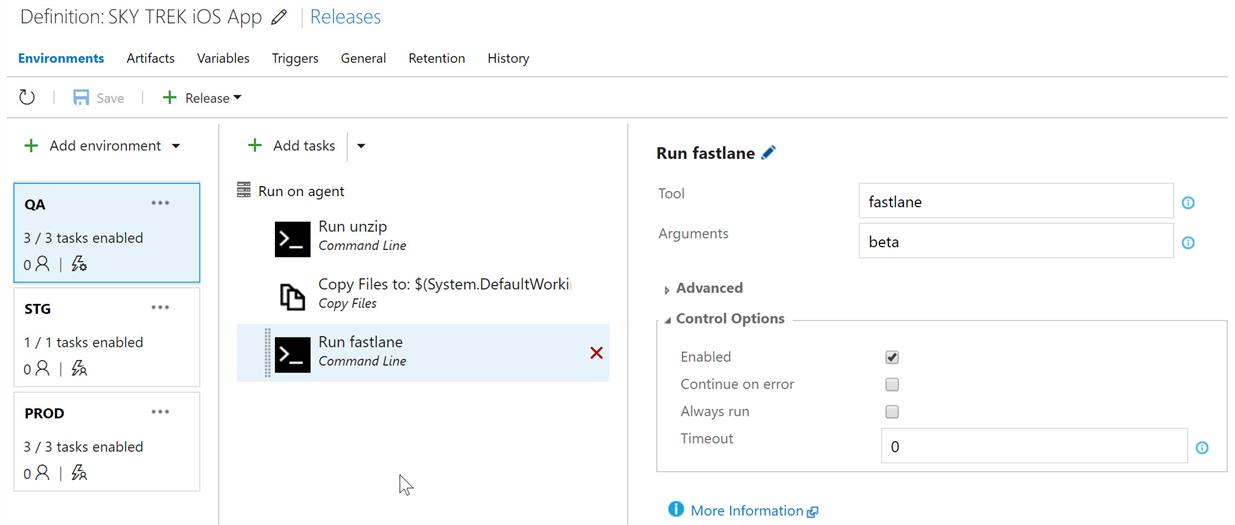 Definition: SKY TREK iOS App | Releases
Environments Artifacts Variables Triggers General Retention History
Save Release
Add environment
QA
3 / 3 tasks enabled
0
STG
1 / 1 tasks enabled
0
PROD
3 / 3 tasks enabled
0
Add tasks
Run on agent
Run unzip
Command Line
Copy Files to: $(System.DefaultWorki
Copy Files
Run fastlane
Command Line
Run fastlane
Tool fastlane
Arguments beta
Advanced
Control Options
Enabled
Continue on error
Always run
Timeout 0
More Information